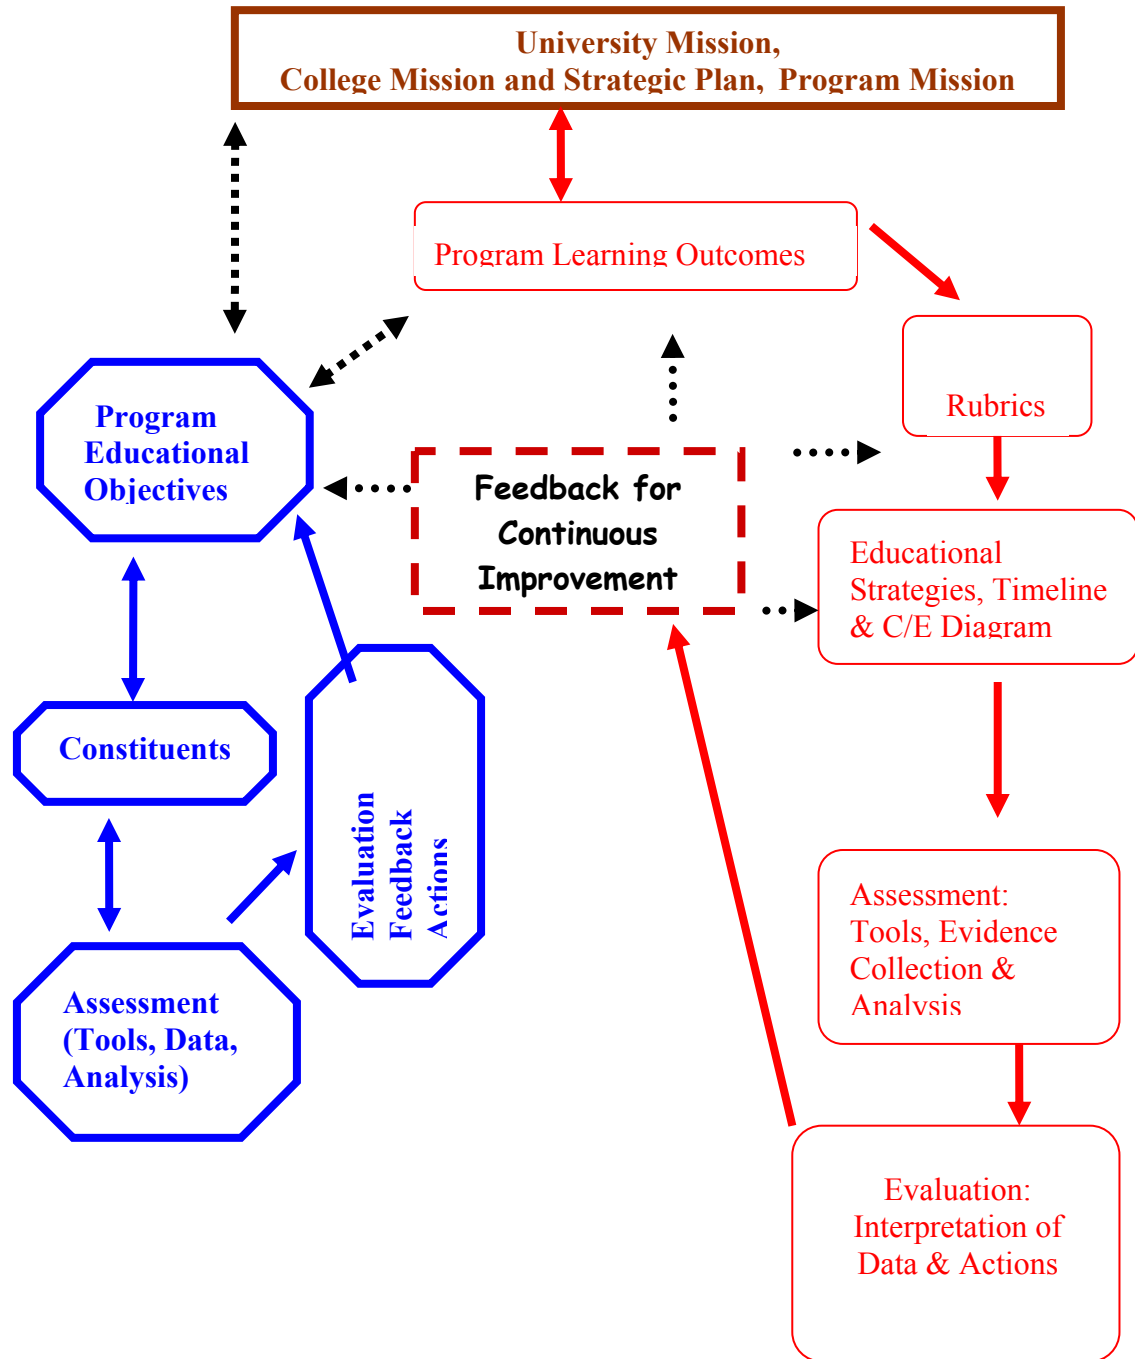 University Mission,
College Mission and Strategic Plan, Program Mission
Program Learning Outcomes
Rubrics
Program
Educational
Objectives
Feedback for
Continuous
Improvement
Educational
Strategies, Timeline
& C/E Diagram
Constituents
Evaluation
Feedback
Actions
Assessment:
Tools, Evidence
Collection &
Analysis
Assessment
(Tools, Data,
Analysis)
Evaluation:
Interpretation of
Data & Actions